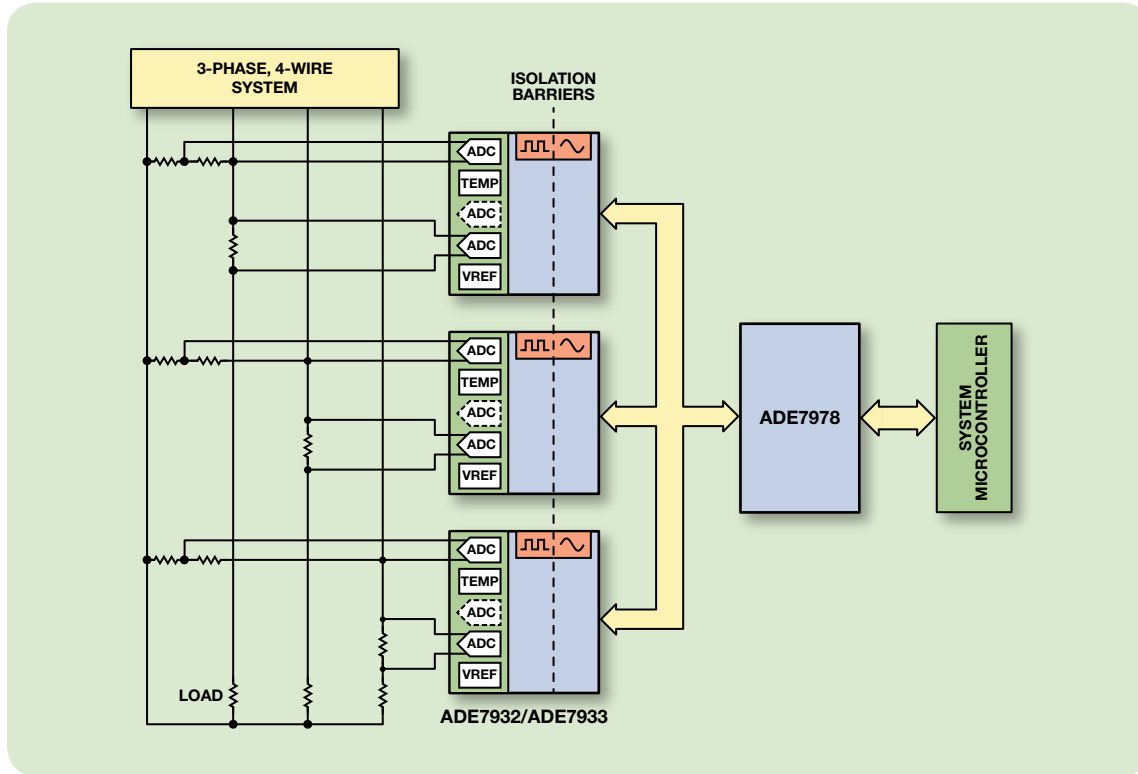 3-PHASE, 4-WIRE
SYSTEM
ISOLATION
BARRIERS
ADC
TEMP
ADC
ADC
VREF
ADC
TEMP
ADC
ADC
VREF
ADC
TEMP
ADC
ADC
VREF
ADE7978
SYSTEM
MICROCONTROLLER
LOAD
ADE7932/ADE7933